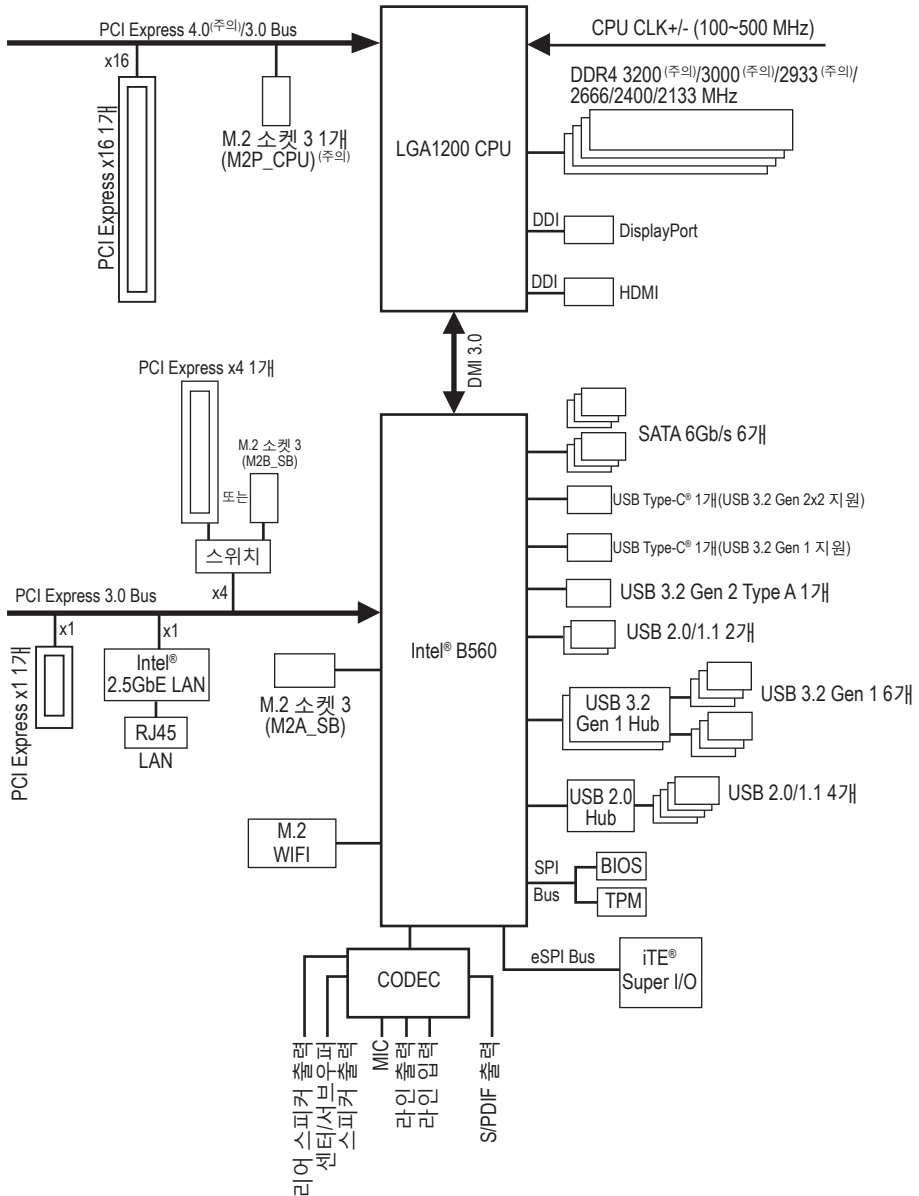 PCI Express 4.0(주의)/3.0 Bus
CPU CLK+/- (100~500 MHz)
x16
PCI Express x16 1개
M.2 소켓 3 1개
(M2P_CPU)(주의)
LGA1200 CPU
DDR4 3200(주의)/3000(주의)/2933(주의)/
2666/2400/2133 MHz
DDI
DisplayPort
DDI
HDMI
DMI 3.0
PCI Express x4 1개
M.2 소켓 3
(M2B_SB)
또는
스위치
x4
PCI Express 3.0 Bus
x1
x1
PCI Express x1 1개
Intel®
2.5GbE LAN
RJ45
LAN
M.2 소켓 3
(M2A_SB)
M.2
WIFI
Intel® B560
SATA 6Gb/s 6개
USB Type-C® 1개(USB 3.2 Gen 2x2 지원)
USB Type-C® 1개(USB 3.2 Gen 1 지원)
USB 3.2 Gen 2 Type A 1개
USB 2.0/1.1 2개
USB 3.2
Gen 1 Hub
USB 3.2 Gen 1 6개
USB 2.0
Hub
USB 2.0/1.1 4개
SPI
Bus
BIOS
TPM
eSPI Bus
iTE®
Super I/O
CODEC
리어 스피커 출력
센터/서브우퍼
스피커 출력
MIC
라인 출력
라인 입력
S/PDIF 출력